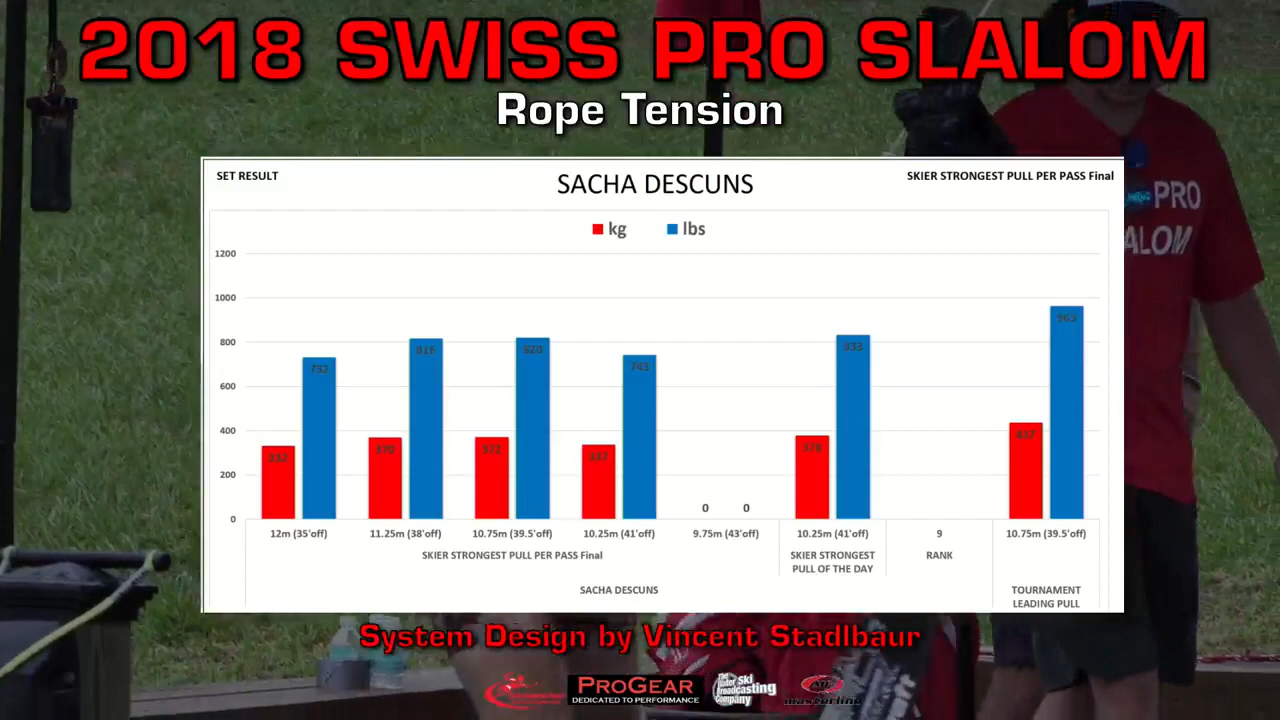 2018 SWISS PRO SLALOM
Rope Tension
SET RESULT
SACHA DESCUNS
SKIER STRONGEST PULL PER PASS Final
kg
lbs
PRO
ALOM
1200
1000
800
600
400
200
0
332 732 370 816 372 820 337 743 0 0 378 833 437 963
12m (35'off) 11.25m (38'off) 10.75m (39.5'off) 10.25m (41'off) 9.75m (43'off) 10.25m (41'off) 9 10.75m (39.5'off)
SKIER STRONGEST PULL PER PASS Final
SKIER STRONGEST
PULL OF THE DAY
RANK
SACHA DESCUNS
TOURNAMENT
LEADING PULL
System Design by Vincent Stadlbaur
PROGEAR
DEDICATED TO PERFORMANCE
The
Water Ski
Broadcasting
Company
masterline